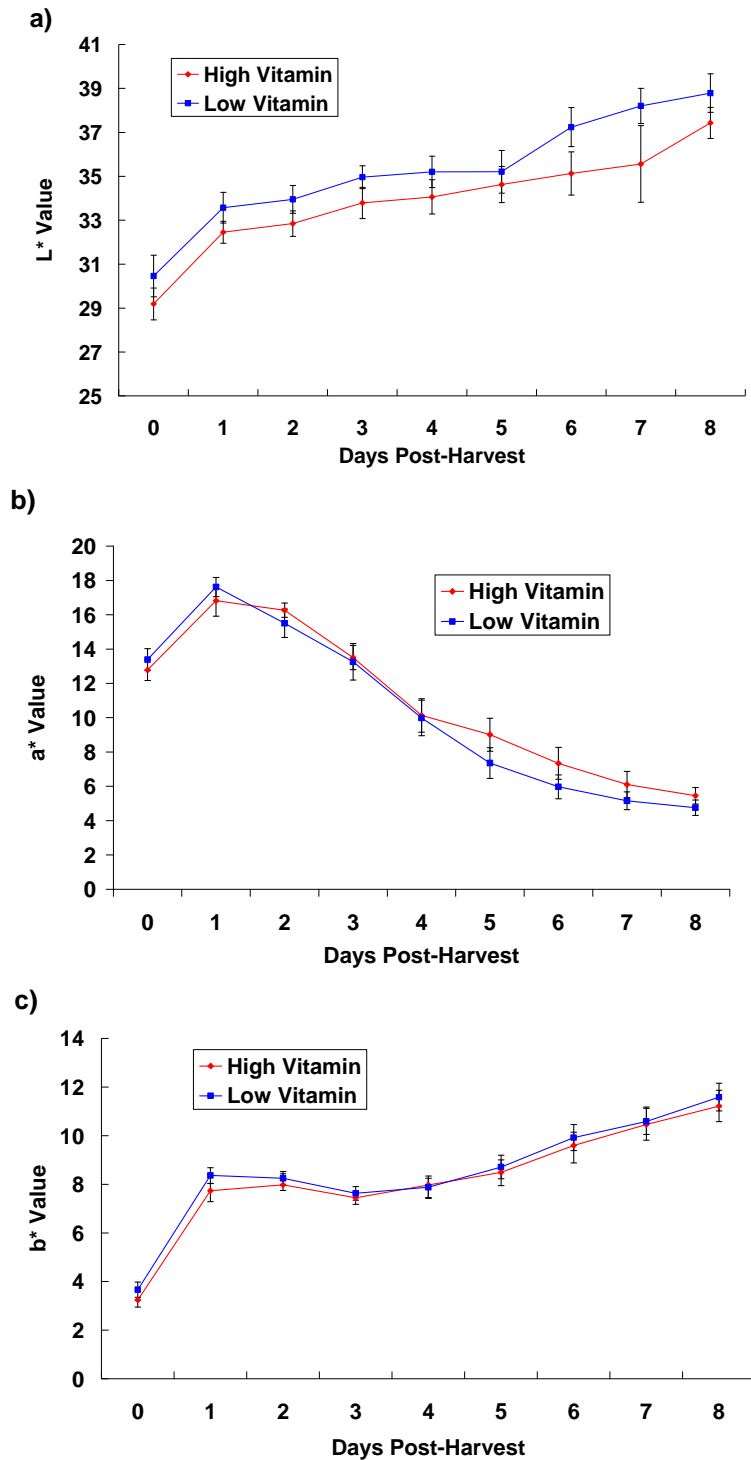 a)
41
39
37
35
33
31
29
27
25
L* Value
High Vitamin
Low Vitamin
0 1 2 3 4 5 6 7 8
Days Post-Harvest
b)
20
18
16
14
12
10
8
6
4
2
0
a* Value
High Vitamin
Low Vitamin
0 1 2 3 4 5 6 7 8
Days Post-Harvest
c)
14
12
10
8
6
4
2
0
b* Value
High Vitamin
Low Vitamin
0 1 2 3 4 5 6 7 8
Days Post-Harvest